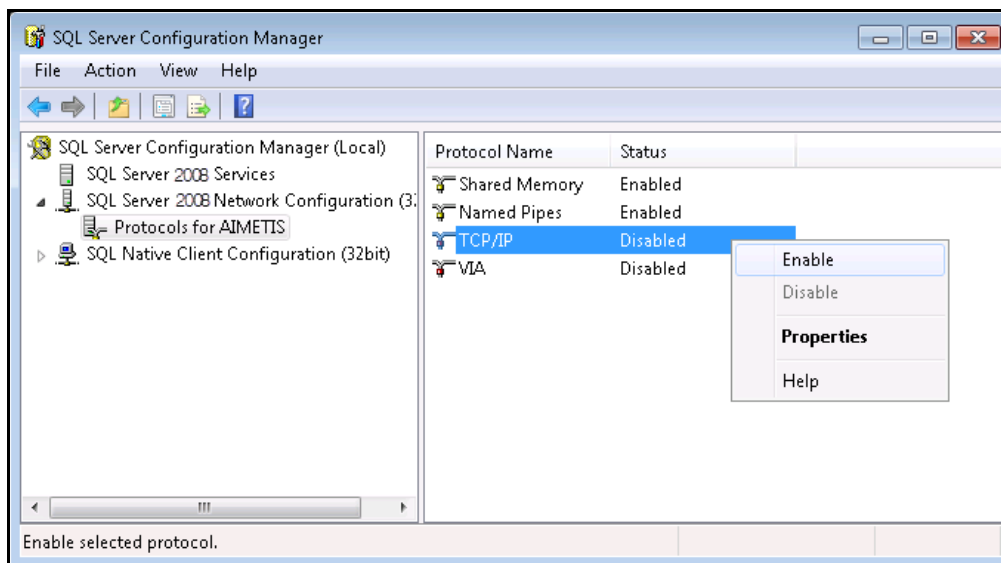 SQL Server Configuration Manager
File Action View Help
SQL Server Configuration Manager (Local)
SQL Server 2008 Services
SQL Server 2008 Network Configuration (3
Protocols for AIMETIS
SQL Native Client Configuration (32bit)
Protocol Name Status
Shared Memory Enabled
Named Pipes Enabled
TCP/IP Disabled
VIA Disabled
Enable
Disable
Properties
Help
Enable selected protocol.